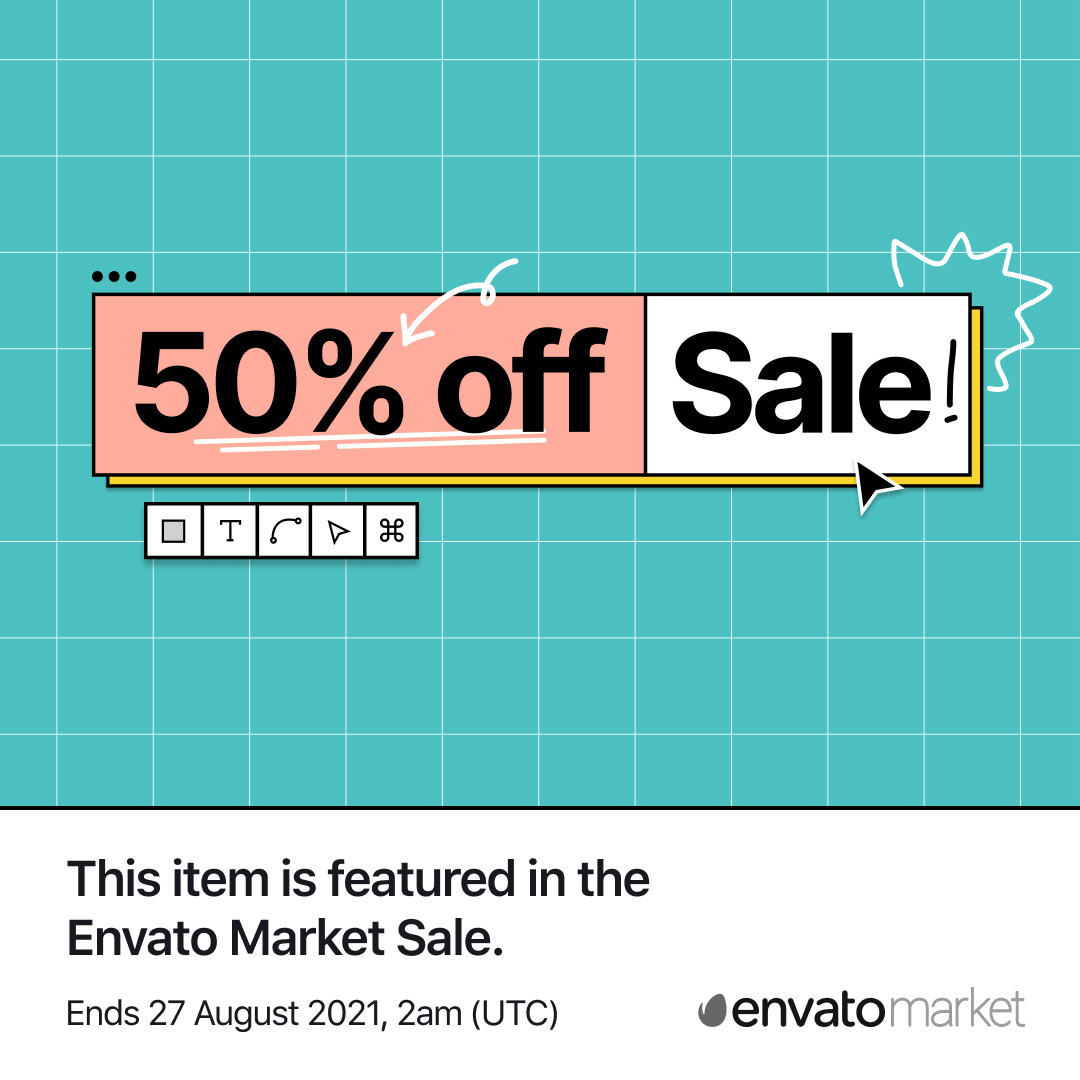 50% off Sale!
T
This item is featured in the
Envato Market Sale.
Ends 27 August 2021, 2am (UTC)
envatomarket